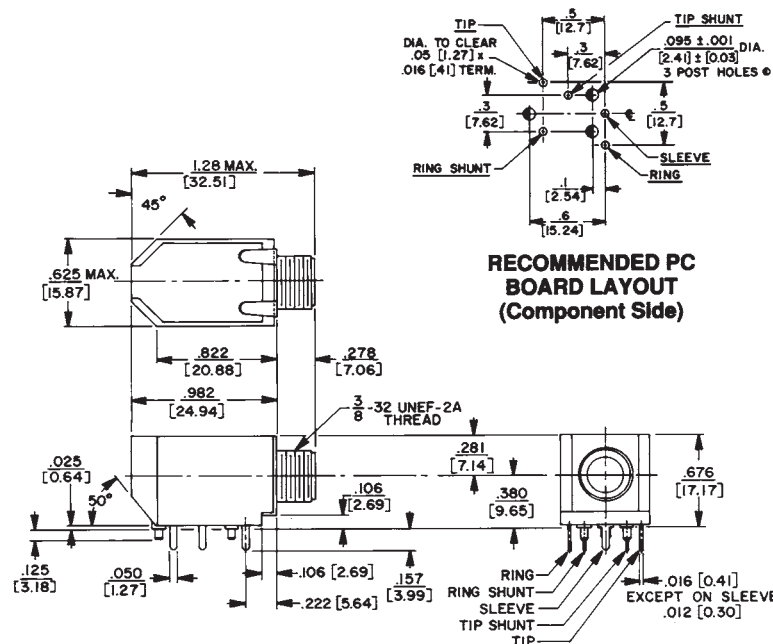 TIP
DIA. TO CLEAR
.05 [1.27] x
.016 [41] TERM.
.5
[12.7]
.3
[7.62]
TIP SHUNT
.095 ±.001 DIA.
[2.41] ± [0.03]
3 POST HOLES
.3
[7.62]
.5
[12.7]
RING SHUNT
SLEEVE
RING
.1
[2.54]
.6
[15.24]
RECOMMENDED PC
BOARD LAYOUT
(Component Side)
1.28 MAX.
[32.51]
45°
.625 MAX.
[15.87]
.822
[20.88]
.278
[7.06]
.982
[24.94]
3/8-32 UNEF-2A
THREAD
.025
[0.64]
50°
.281
[7.14]
.380
[9.65]
.676
[17.17]
.106
[2.69]
.125
[3.18]
.050
[1.27]
.106 [2.69]
.222 [5.64]
.157
[3.99]
RING
RING SHUNT
SLEEVE
TIP SHUNT
TIP
.016 [0.41]
EXCEPT ON SLEEVE
.012 [0.30]